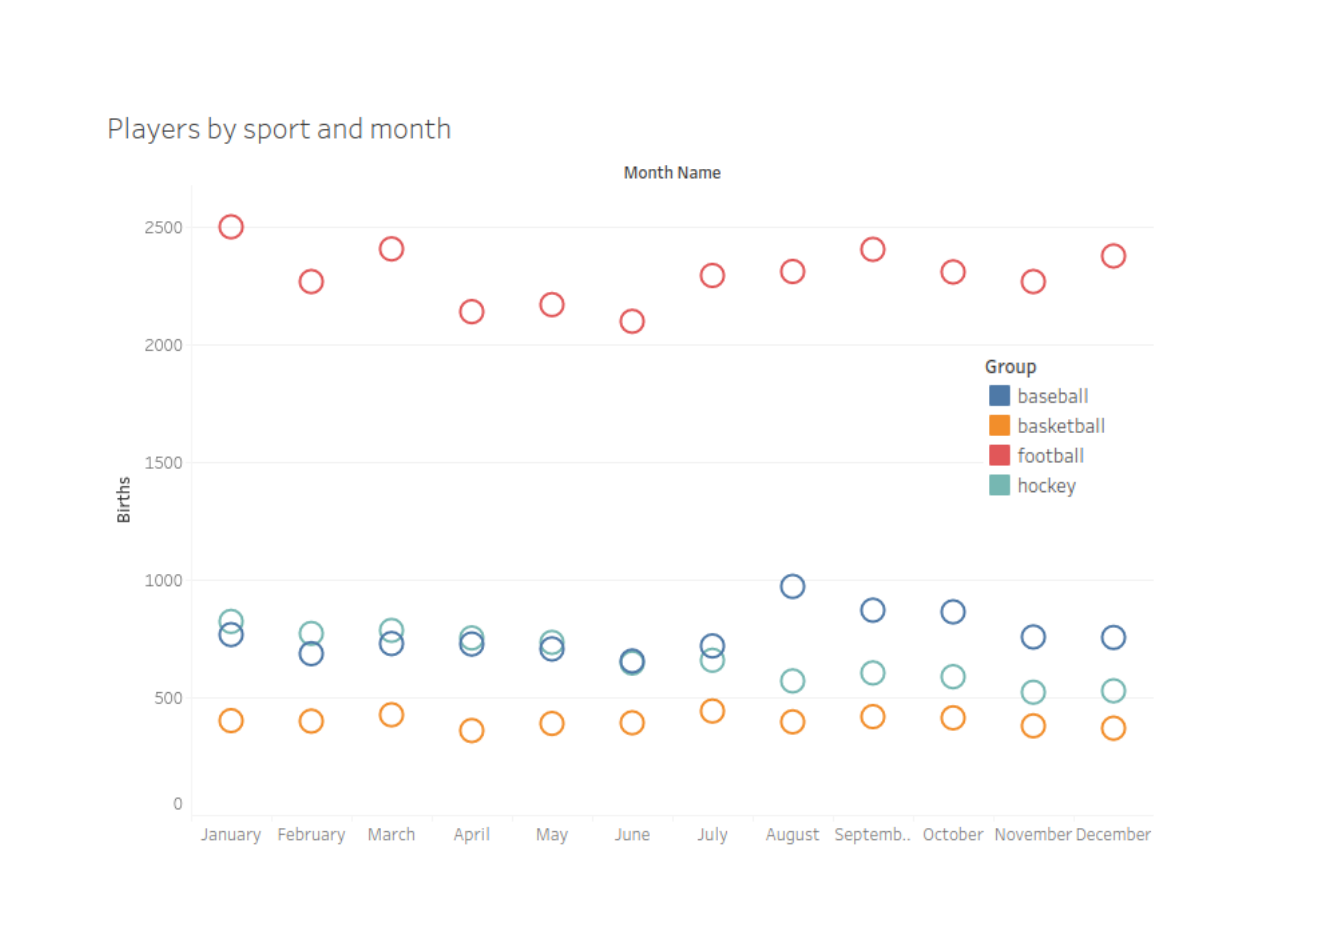 Players by sport and month
Month Name
2500
2000
1500
1000
500
0
Births
Group
baseball
basketball
football
hockey
January February March April May June July August Septemb.. October November December